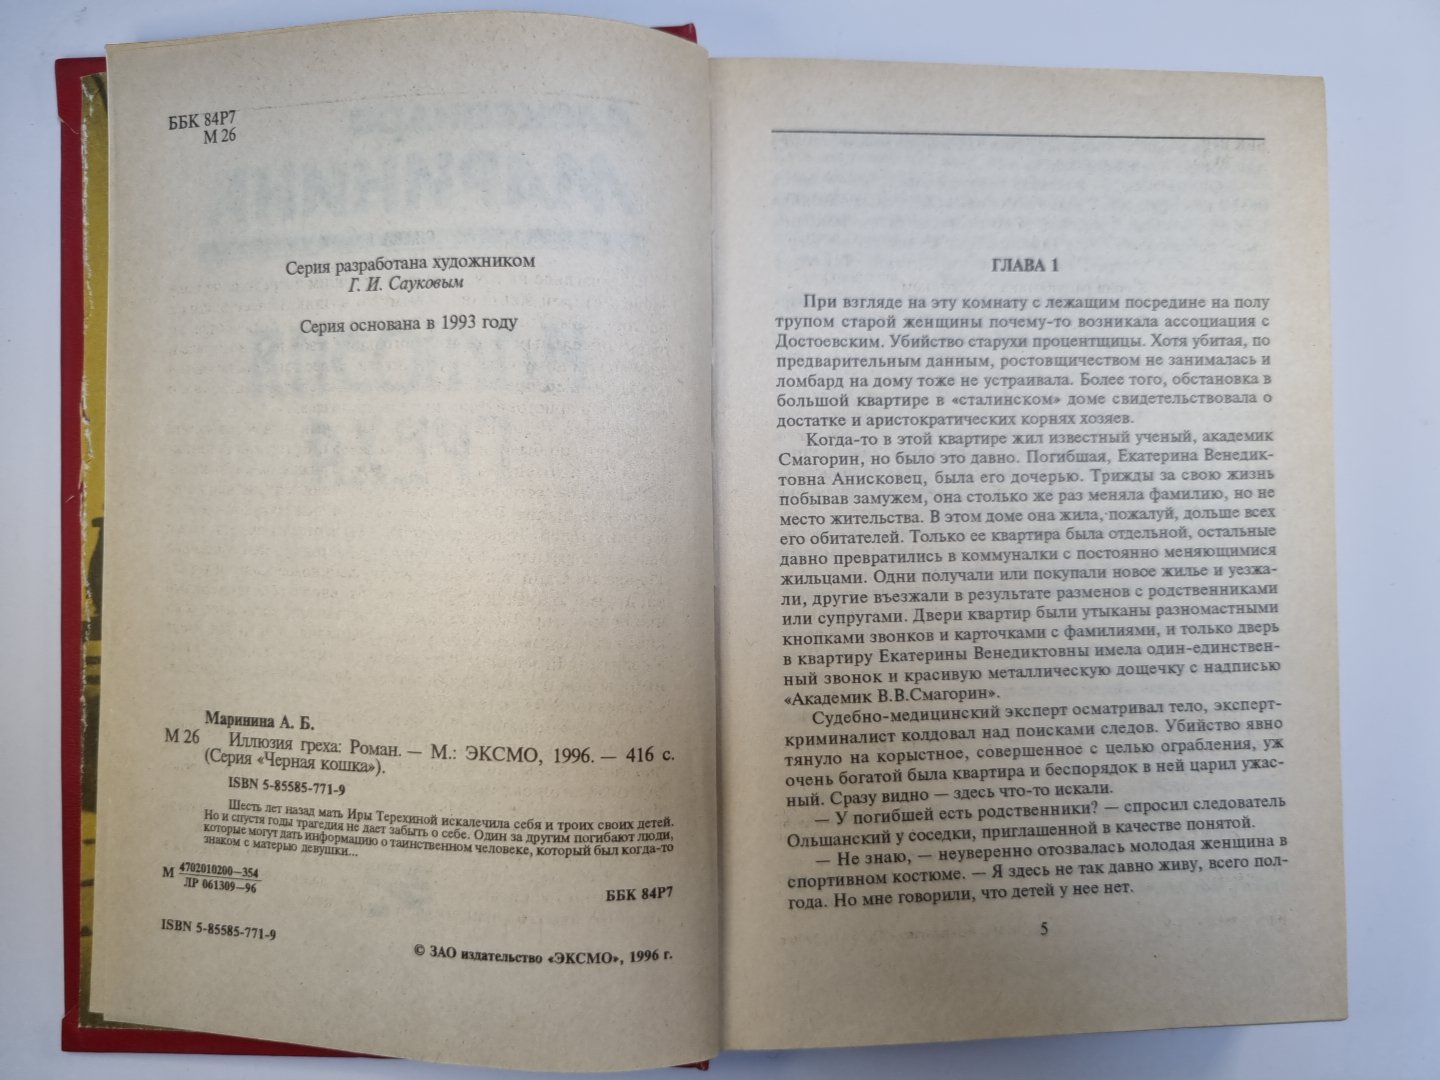 ББК 84Р7
М 26
Серия разработана художником
Г. И. Сауковым
Серия основана в 1993 году
Маринина А. Б.
М 26 Иллюзия греха: Роман. — М.: ЭКСМО, 1996. — 416 с.
(Серия «Черная кошка»).
ISBN 5-85585-771-9
Шесть лет назад мать Иры Терехиной искалечила себя и троих своих детей.
Но и спустя годы трагедия не дает забыть о себе. Один за другим погибают люди,
которые могут дать информацию о таинственном человеке, который был когда-то
знаком с матерью девушки...
М 4702010200—354
ЛР 061309—96
ББК 84Р7
ISBN 5-85585-771-9
© ЗАО издательство «ЭКСМО», 1996 г.
ГЛАВА 1
При взгляде на эту комнату с лежащим посредине на полу
трупом старой женщины почему-то возникала ассоциация с
Достоевским. Убийство старухи процентщицы. Хотя убитая, по
предварительным данным, ростовщичеством не занималась и
ломбард на дому тоже не устраивала. Более того, обстановка в
большой квартире в «сталинском» доме свидетельствовала о
достатке и аристократических корнях хозяев.
Когда-то в этой квартире жил известный ученый, академик
Смагорин, но было это давно. Погибшая, Екатерина Венедик-
товна Анисковец, была его дочерью. Трижды за свою жизнь
побывав замужем, она столько же раз меняла фамилию, но не
место жительства. В этом доме она жила, пожалуй, дольше всех
его обитателей. Только ее квартира была отдельной, остальные
давно превратились в коммуналки с постоянно меняющимися
жильцами. Одни получали или покупали новое жилье и уезжа-
ли, другие въезжали в результате разменов с родственниками
или супругами. Двери квартир были утыканы разномастными
кнопками звонков и карточками с фамилиями, и только дверь
в квартиру Екатерины Венедиктовны имела один-единствен-
ный звонок и красивую металлическую дощечку с надписью
«Академик В.В.Смагорин».
Судебно-медицинский эксперт осматривал тело, эксперт-
криминалист колдовал над поисками следов. Убийство явно
тянуло на корыстное, совершенное с целью ограбления, уж
очень богатой была квартира и беспорядок в ней царил ужас-
ный. Сразу видно — здесь что-то искали.
— У погибшей есть родственники? — спросил следователь
Ольшанский у соседки, приглашенной в качестве понятой.
— Не знаю, — неуверенно отозвалась молодая женщина в
спортивном костюме. — Я здесь не так давно живу, всего пол-
года. Но мне говорили, что детей у нее нет.
5